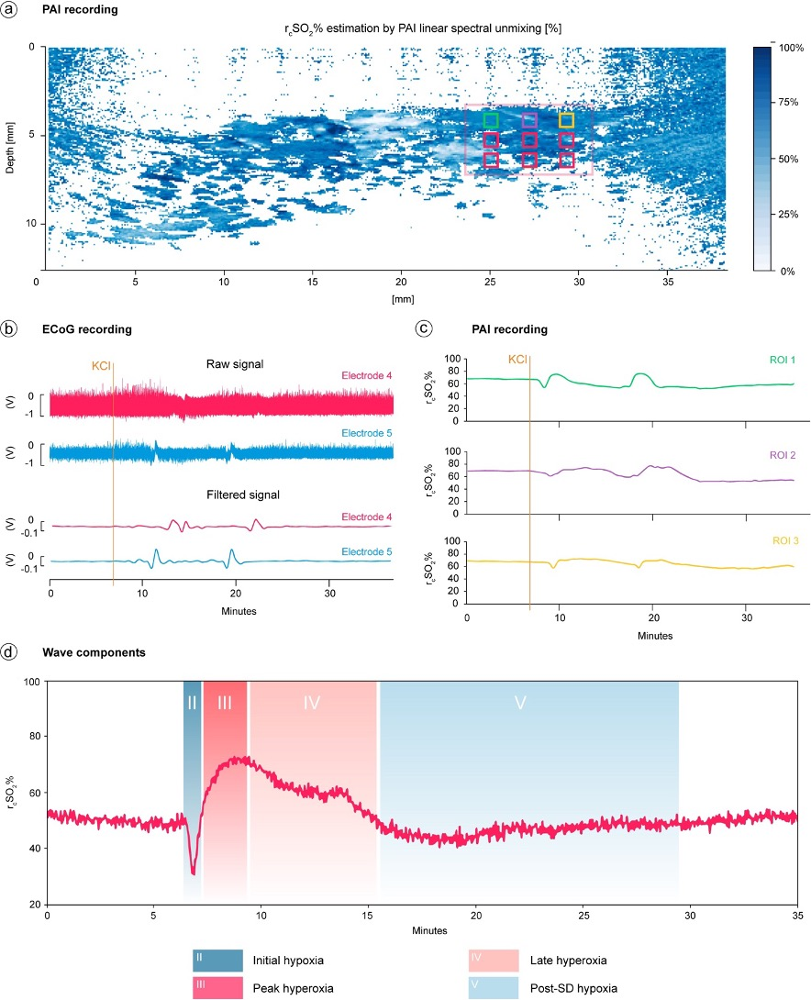 a PAI recording
r꜀SO₂% estimation by PAI linear spectral unmixing [%]
0
5
10
Depth [mm]
0 5 10 15 20 25 30 35
[mm]
100%
75%
50%
25%
0%
b ECoG recording
KCl
Raw signal
Electrode 4
(V) 0
-1
Electrode 5
(V) 0
-1
Filtered signal
Electrode 4
(V) 0
-0.1
Electrode 5
(V) 0
-0.1
0 10 20 30
Minutes
c PAI recording
KCl
ROI 1
r꜀SO₂%
100
80
60
40
20
0
ROI 2
r꜀SO₂%
100
80
60
40
20
0
ROI 3
r꜀SO₂%
100
80
60
40
20
0
0 10 20 30
Minutes
d Wave components
II III IV V
r꜀SO₂%
100
80
60
40
20
0 5 10 15 20 25 30 35
Minutes
II Initial hypoxia
III Peak hyperoxia
IV Late hyperoxia
V Post-SD hypoxia